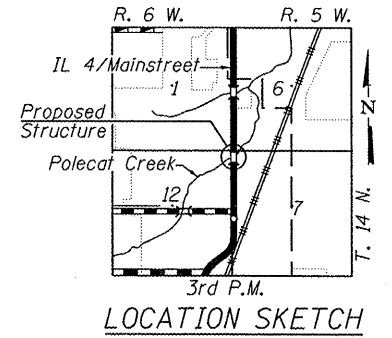 R. 6 W.
R. 5 W.
IL 4/Mainstreet
1
6
Proposed
Structure
N
Polecat Creek
12
7
T. 14 N.
3rd P.M.
LOCATION SKETCH